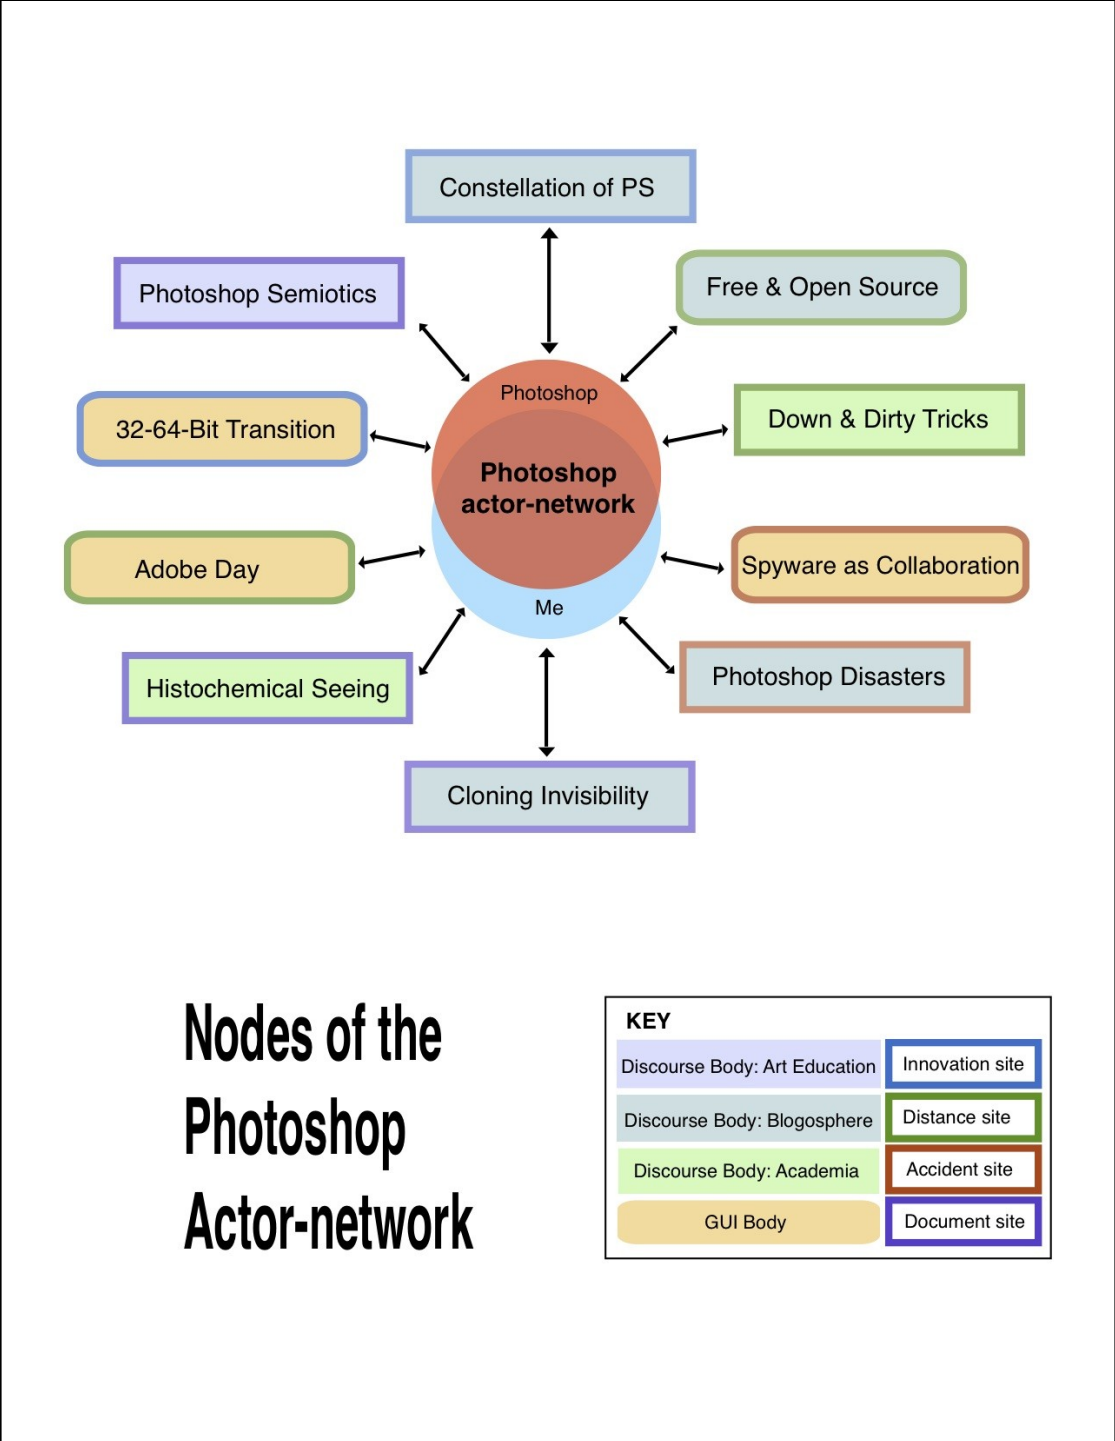 Constellation of PS
Photoshop Semiotics
Free & Open Source
32-64-Bit Transition
Down & Dirty Tricks
Photoshop
Photoshop
actor-network
Me
Adobe Day
Spyware as Collaboration
Histochemical Seeing
Photoshop Disasters
Cloning Invisibility
Nodes of the
Photoshop
Actor-network
KEY
Discourse Body: Art Education
Innovation site
Discourse Body: Blogosphere
Distance site
Discourse Body: Academia
Accident site
GUI Body
Document site